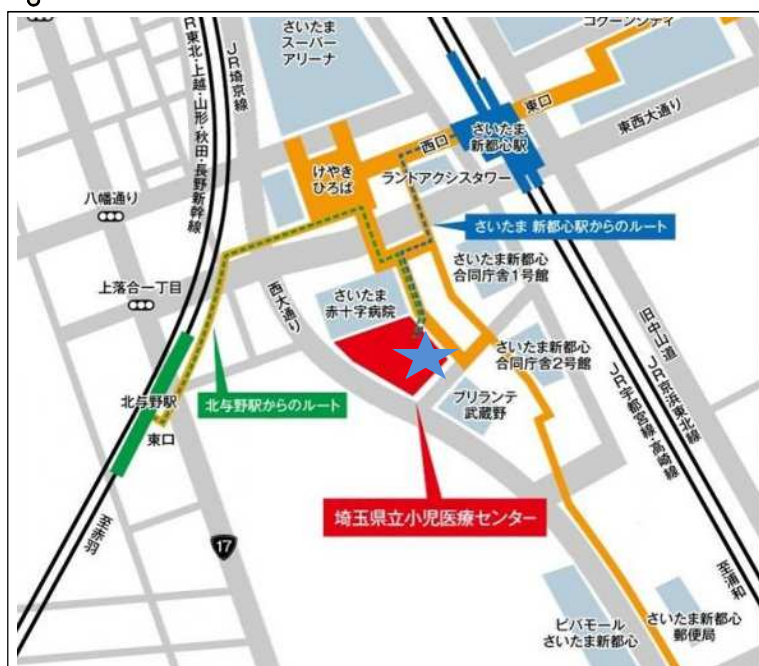 コクーンシティ
さいたま
スーパー
アリーナ
JR東北・上越・山形・秋田・長野新幹線
JR埼京線
東口
さいたま
新都心駅
西口
東西大通り
けやき
ひろば
ランドアクシスタワー
八幡通り
さいたま 新都心駅からのルート
さいたま新都心
合同庁舎1号館
上落合一丁目
西大通り
さいたま
赤十字病院
旧中山道
JR京浜東北線
JR宇都宮線・高崎線
さいたま新都心
合同庁舎2号館
北与野駅
東口
北与野駅からのルート
ブリランテ
武蔵野
埼玉県立小児医療センター
至赤羽
17
至浦和
ビバモール
さいたま新都心
さいたま新都心
郵便局